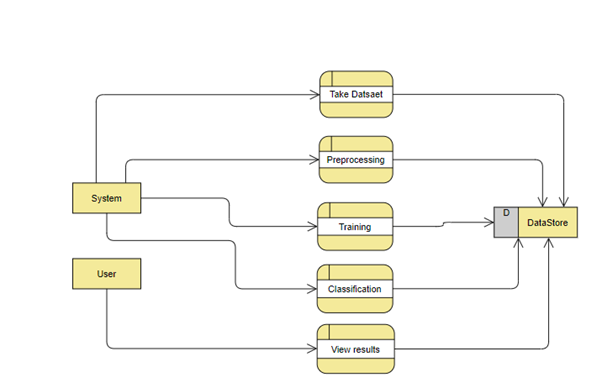 Take Datsaet
Preprocessing
System
D
DataStore
Training
User
Classification
View results